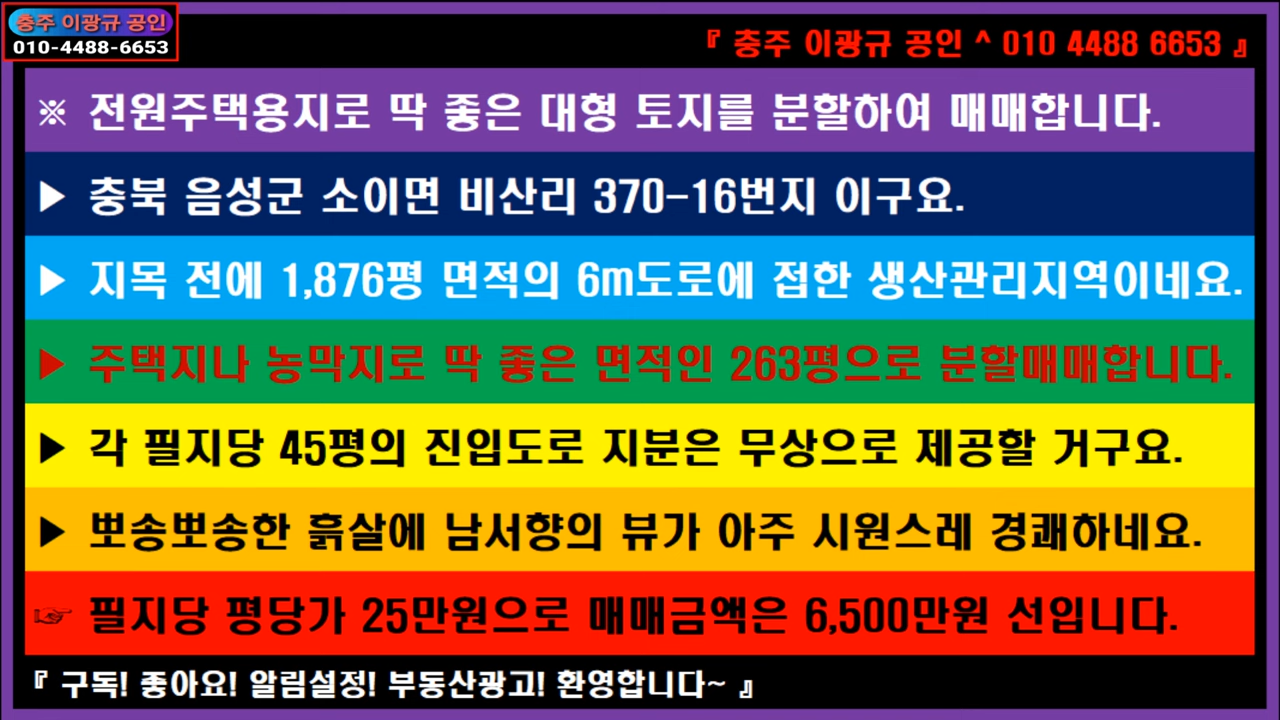 충주 이광규 공인
010-4488-6653
『 충주 이광규 공인 ^ 010 4488 6653 』
※ 전원주택용지로 딱 좋은 대형 토지를 분할하여 매매합니다.
▶ 충북 음성군 소이면 비산리 370-16번지 이구요.
▶ 지목 전에 1,876평 면적의 6m도로에 접한 생산관리지역이네요.
▶ 주택지나 농막지로 딱 좋은 면적인 263평으로 분할매매합니다.
▶ 각 필지당 45평의 진입도로 지분은 무상으로 제공할 거구요.
▶ 뽀송뽀송한 흙살에 남서향의 뷰가 아주 시원스레 경쾌하네요.
☞ 필지당 평당가 25만원으로 매매금액은 6,500만원 선입니다.
『 구독! 좋아요! 알림설정! 부동산광고! 환영합니다~ 』